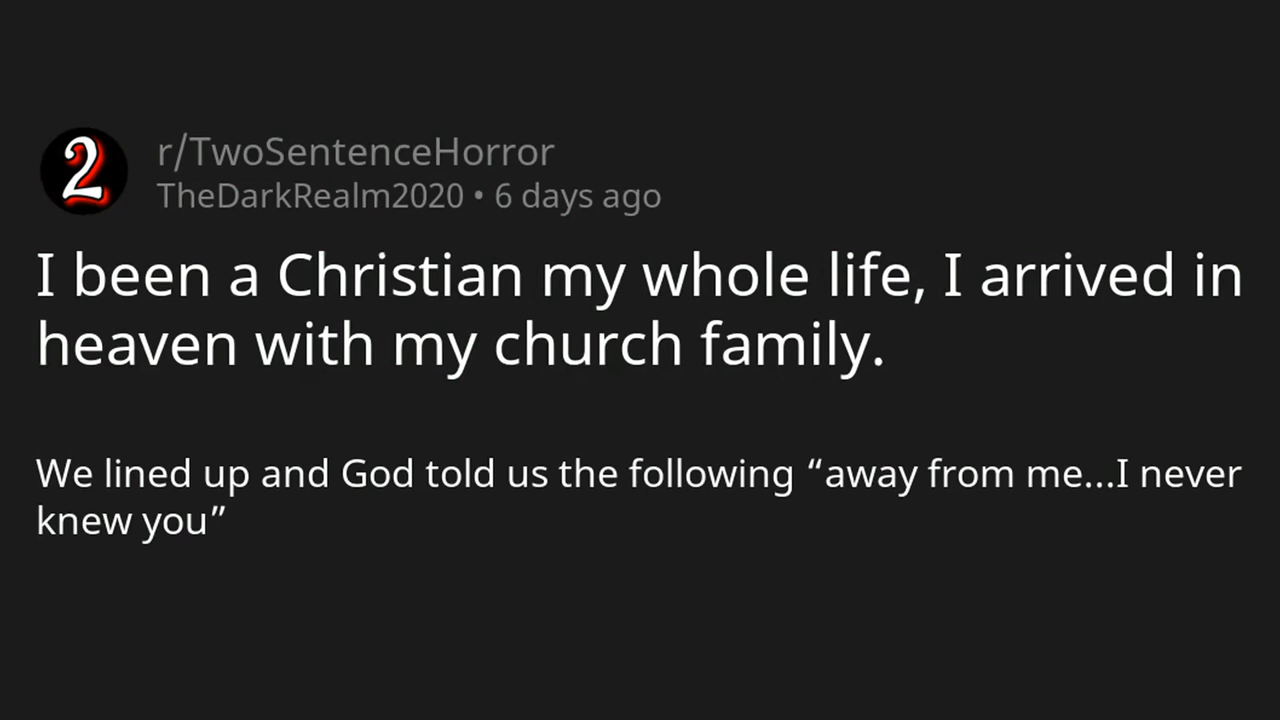 2
r/TwoSentenceHorror
TheDarkRealm2020 • 6 days ago
I been a Christian my whole life, I arrived in
heaven with my church family.
We lined up and God told us the following “away from me...I never
knew you”